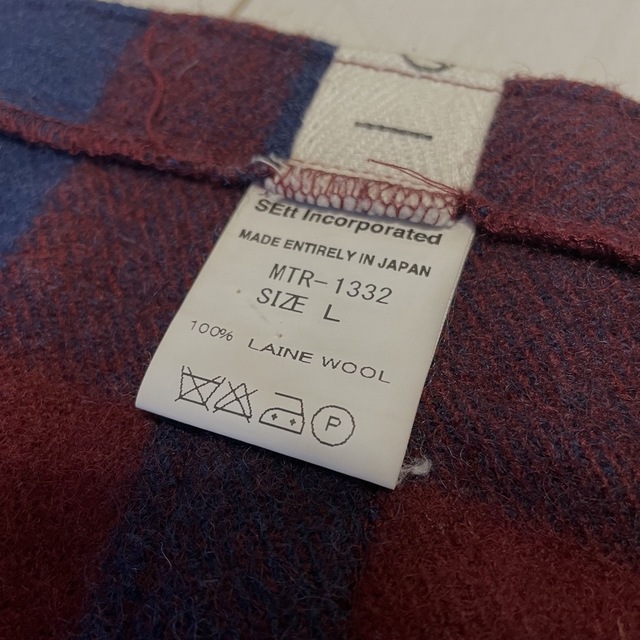 SEtt Incorporated
MADE ENTIRELY IN JAPAN
MTR-1332
SIZE L
100% LAINE WOOL
P